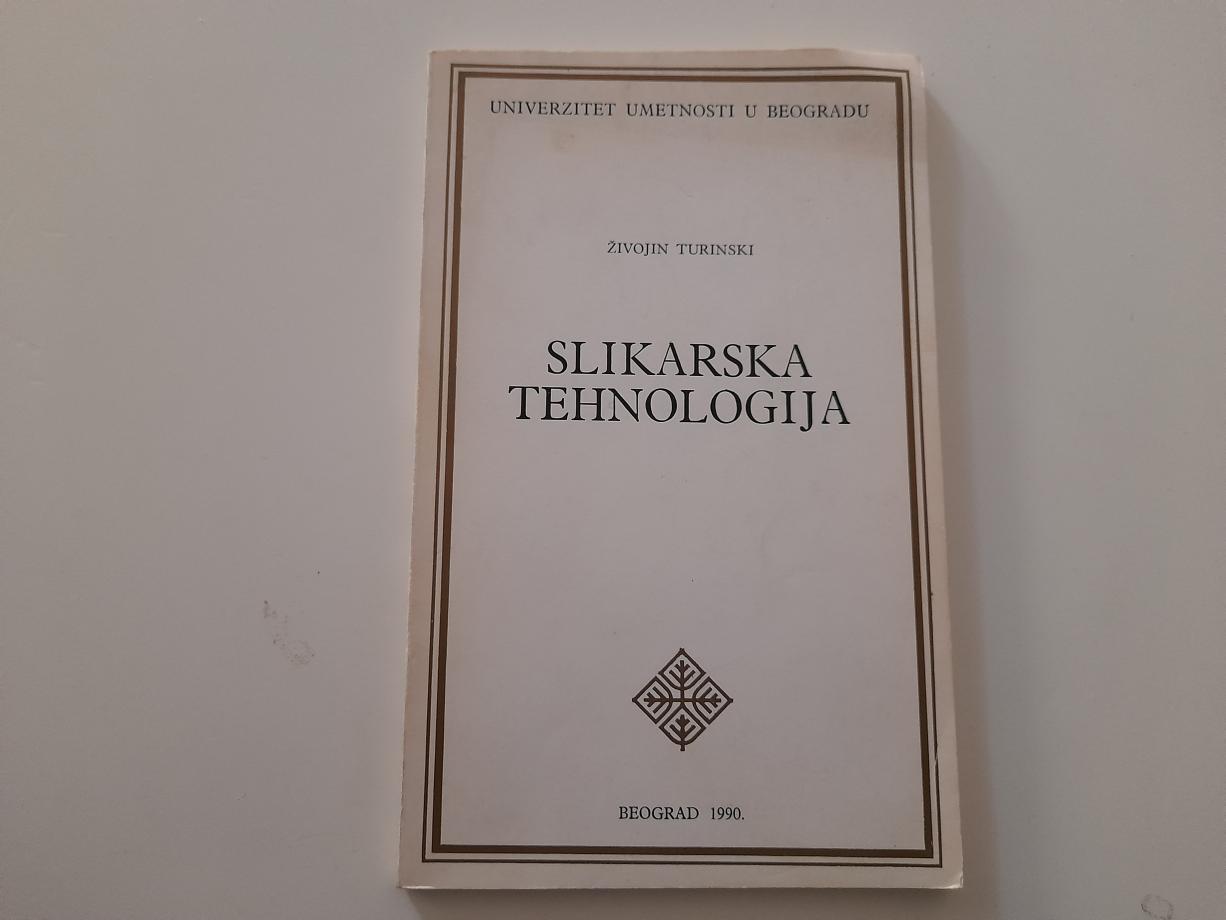 UNIVERZITET UMETNOSTI U BEOGRADU
ŽIVOJIN TURINSKI
SLIKARSKA
TEHNOLOGIJA
BEOGRAD 1990.